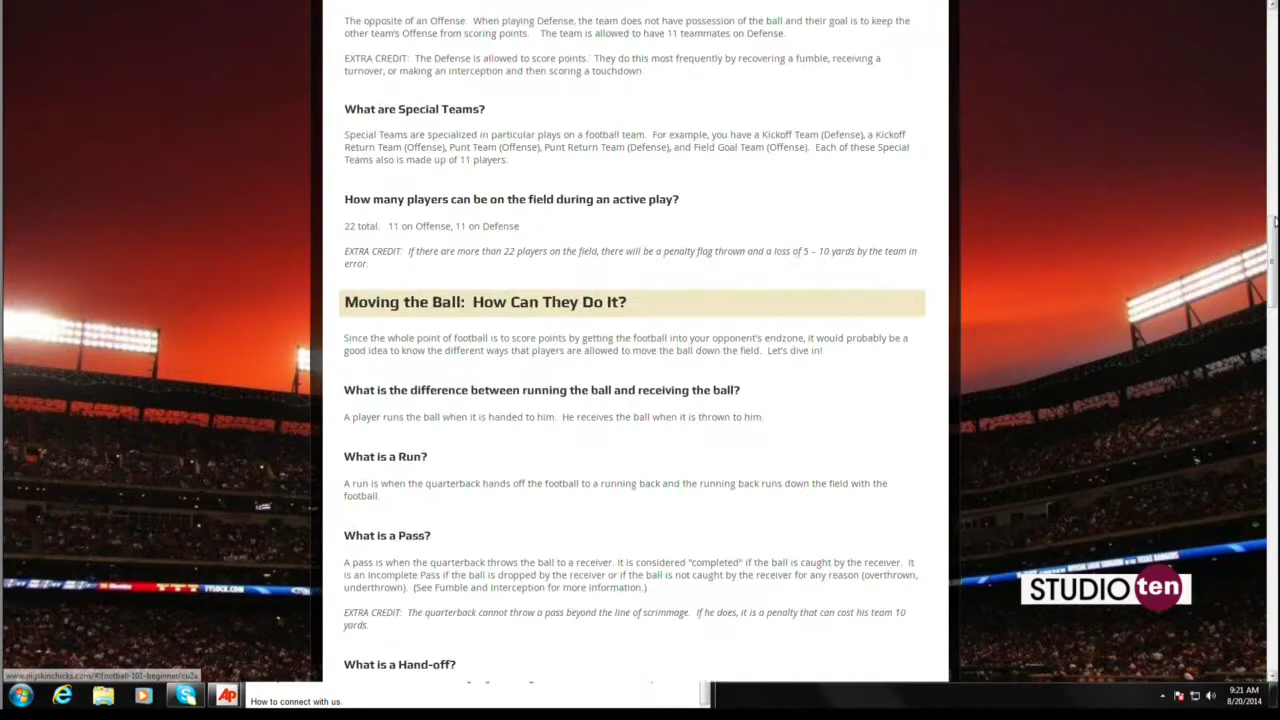 The opposite of an Offense. When playing Defense, the team does not have possession of the ball and their goal is to keep the
other team's Offense from scoring points. The team is allowed to have 11 teammates on Defense.
EXTRA CREDIT: The Defense is allowed to score points. They do this most frequently by recovering a fumble, receiving a
turnover, or making an interception and then scoring a touchdown
What are Special Teams?
Special Teams are specialized in particular plays on a football team. For example, you have a Kickoff Team (Defense), a Kickoff
Return Team (Offense), Punt Team (Offense), Punt Return Team (Defense), and Field Goal Team (Offense). Each of these Special
Teams also is made up of 11 players.
How many players can be on the field during an active play?
22 total. 11 on Offense, 11 on Defense
EXTRA CREDIT: If there are more than 22 players on the field, there will be a penalty flag thrown and a loss of 5 – 10 yards by the team in
error.
Moving the Ball: How Can They Do It?
Since the whole point of football is to score points by getting the football into your opponent's endzone, it would probably be a
good idea to know the different ways that players are allowed to move the ball down the field. Let's dive in!
What is the difference between running the ball and receiving the ball?
A player runs the ball when it is handed to him. He receives the ball when it is thrown to him.
What is a Run?
A run is when the quarterback hands off the football to a running back and the running back runs down the field with the
football.
What is a Pass?
A pass is when the quarterback throws the ball to a receiver. It is considered "completed" if the ball is caught by the receiver. It
is an Incomplete Pass if the ball is dropped by the receiver or if the ball is not caught by the receiver for any reason (overthrown,
underthrown). (See Fumble and Interception for more information.)
EXTRA CREDIT: The quarterback cannot throw a pass beyond the line of scrimmage. If he does, it is a penalty that can cost his team 10
yards.
What is a Hand-off?
STUDIO ten
www.pigskinchicks.com/#!football-101-beginner/cu2a
AP
How to connect with us.
9:21 AM
8/20/2014